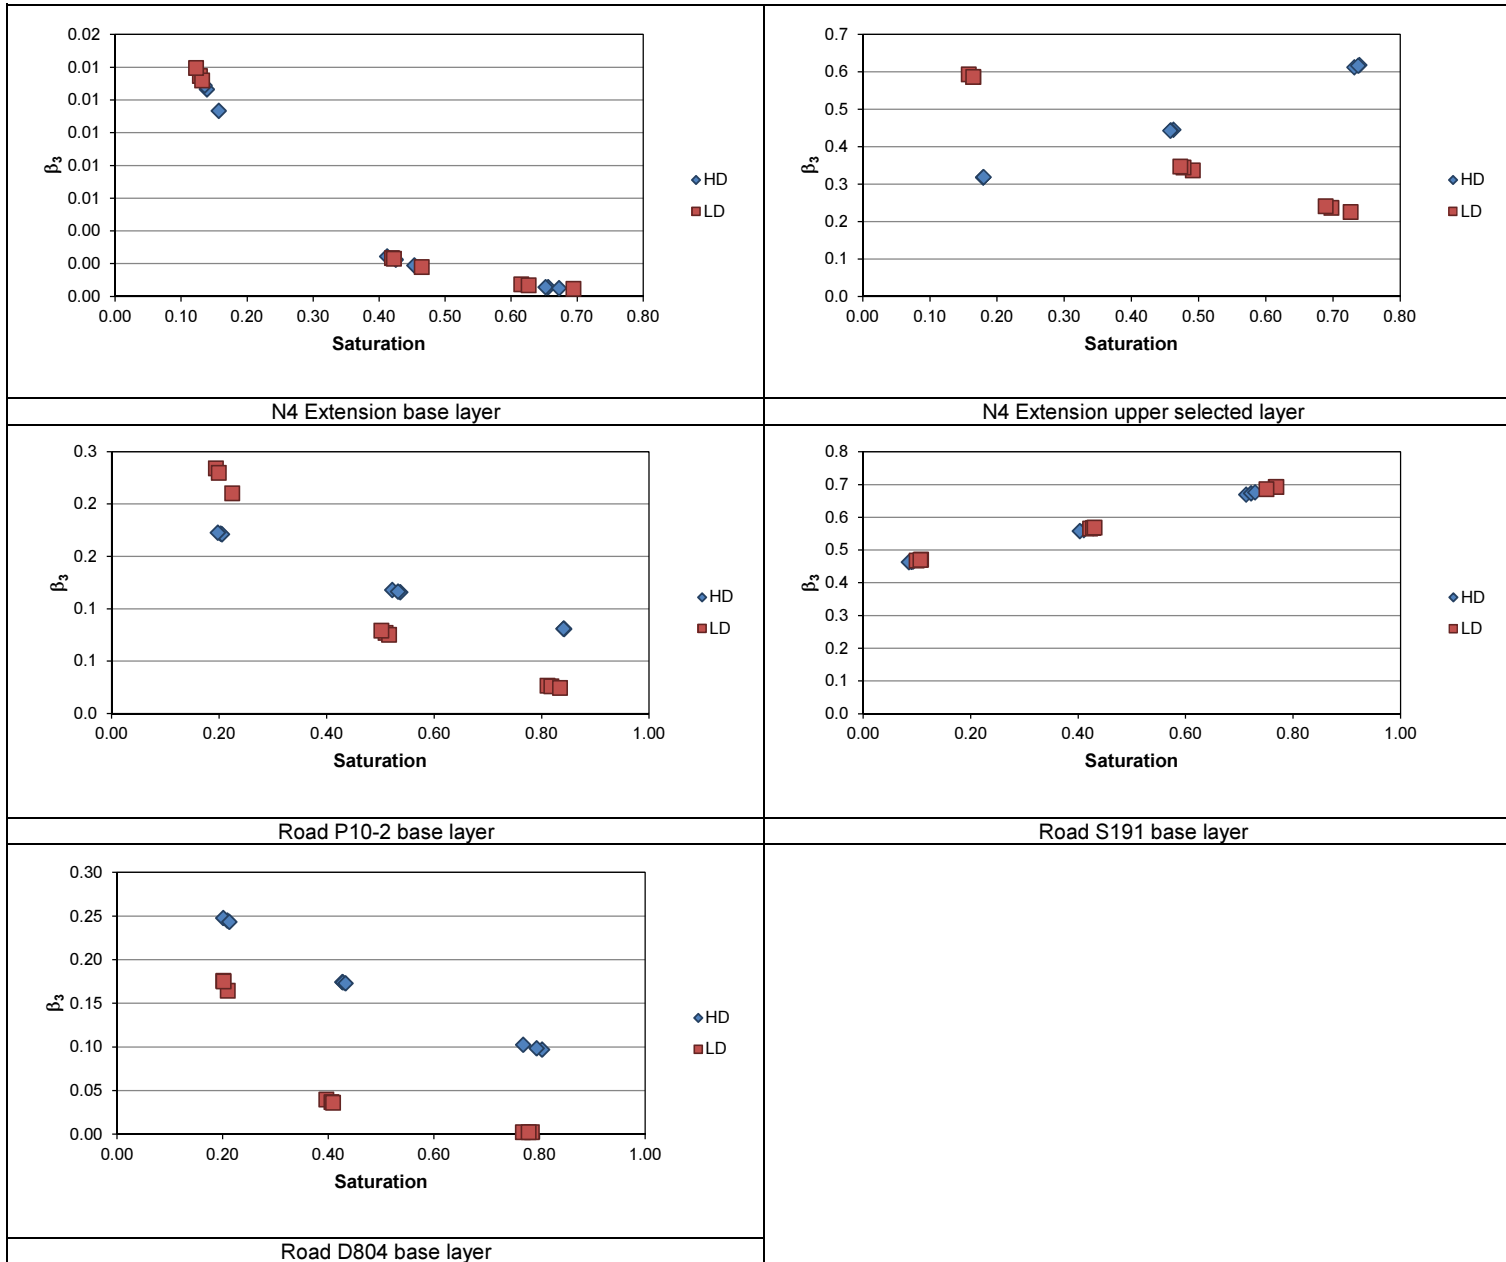 0.02
0.01
0.01
0.01
0.01
0.01
0.00
0.00
0.00
β3
0.00 0.10 0.20 0.30 0.40 0.50 0.60 0.70 0.80
Saturation
HD
LD
N4 Extension base layer
0.7
0.6
0.5
0.4
0.3
0.2
0.1
0.0
β3
0.00 0.10 0.20 0.30 0.40 0.50 0.60 0.70 0.80
Saturation
HD
LD
N4 Extension upper selected layer
0.3
0.2
0.2
0.1
0.1
0.0
β3
0.00 0.20 0.40 0.60 0.80 1.00
Saturation
HD
LD
Road P10-2 base layer
0.8
0.7
0.6
0.5
0.4
0.3
0.2
0.1
0.0
β3
0.00 0.20 0.40 0.60 0.80 1.00
Saturation
HD
LD
Road S191 base layer
0.30
0.25
0.20
0.15
0.10
0.05
0.00
β3
0.00 0.20 0.40 0.60 0.80 1.00
Saturation
HD
LD
Road D804 base layer